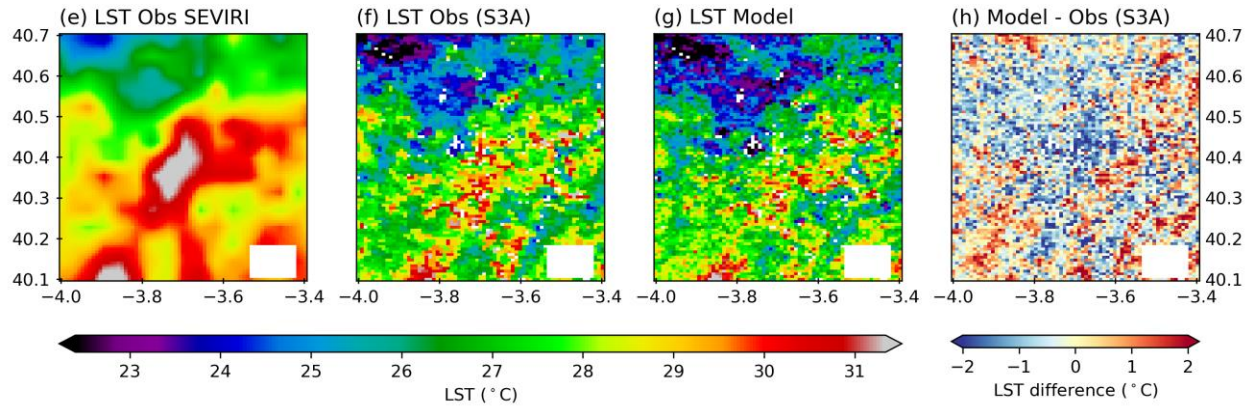 (e) LST Obs SEVIRI (f) LST Obs (S3A) (g) LST Model (h) Model - Obs (S3A)
40.7 40.7
40.6 40.6
40.5 40.5
40.4 40.4
40.3 40.3
40.2 40.2
40.1 40.1
−4.0 −3.8 −3.6 −3.4 −4.0 −3.8 −3.6 −3.4 −4.0 −3.8 −3.6 −3.4 −4.0 −3.8 −3.6 −3.4
23 24 25 26 27 28 29 30 31 −2 −1 0 1 2
LST (°C) LST difference (°C)